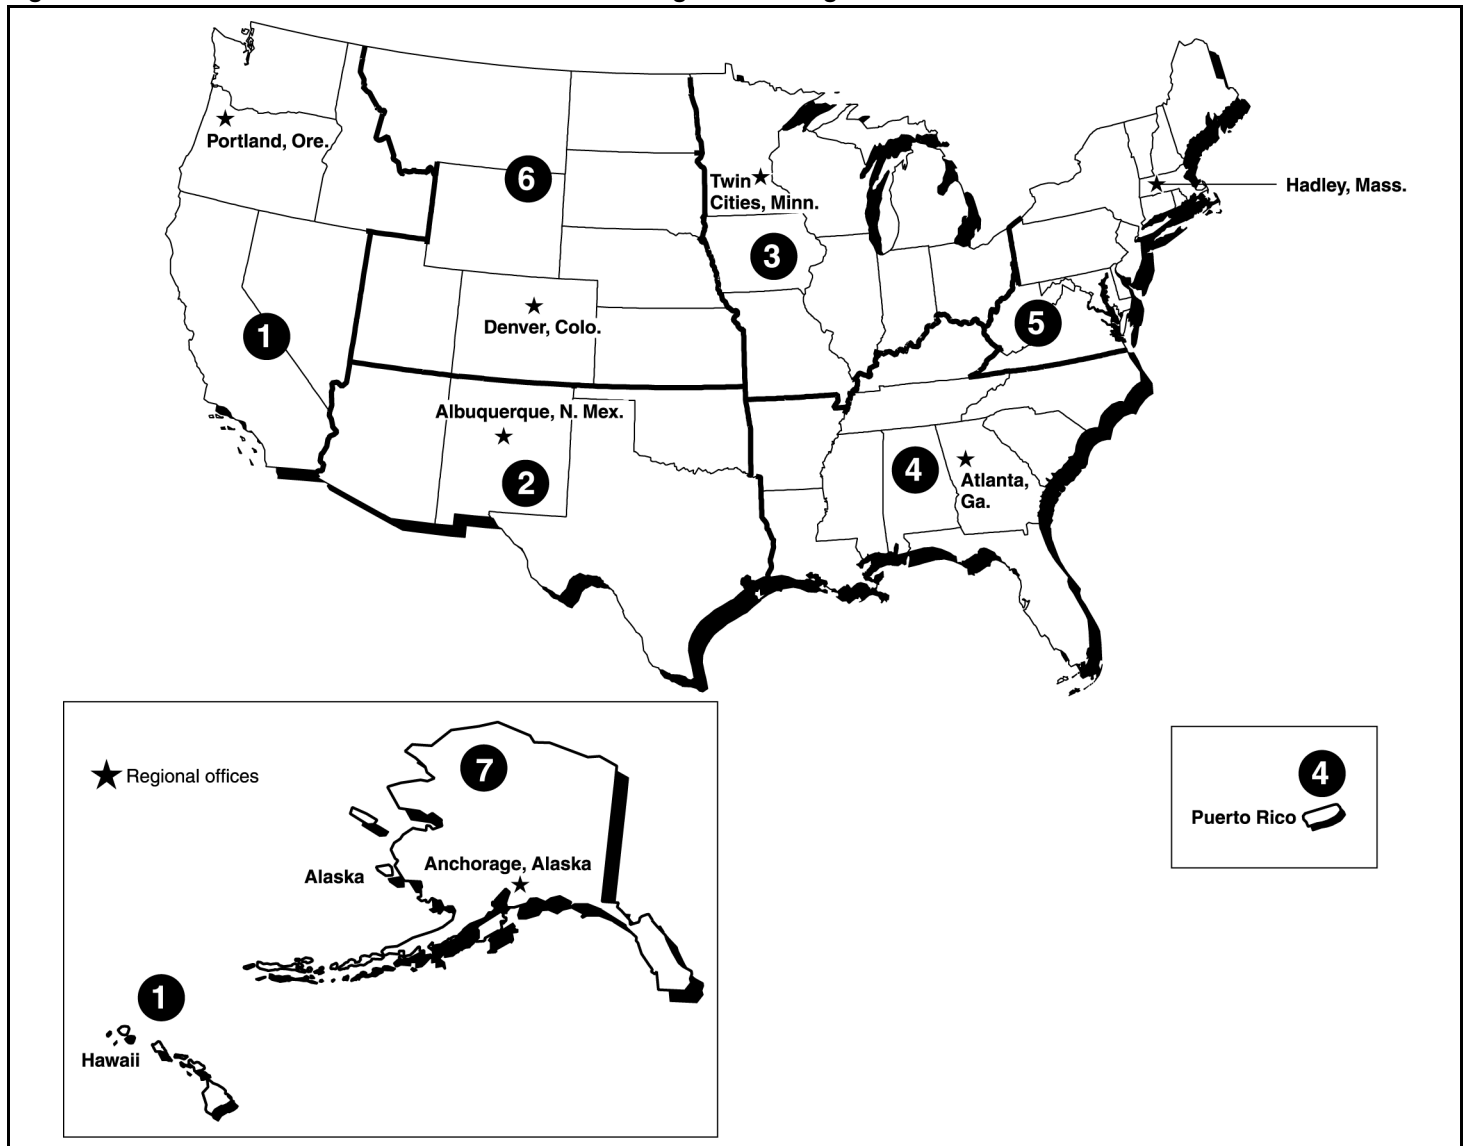 Portland, Ore.
6
Twin
Cities, Minn.
Hadley, Mass.
3
Denver, Colo.
1
5
Albuquerque, N. Mex.
2
4
Atlanta,
Ga.
7
Regional offices
4
Puerto Rico
Anchorage, Alaska
Alaska
1
Hawaii